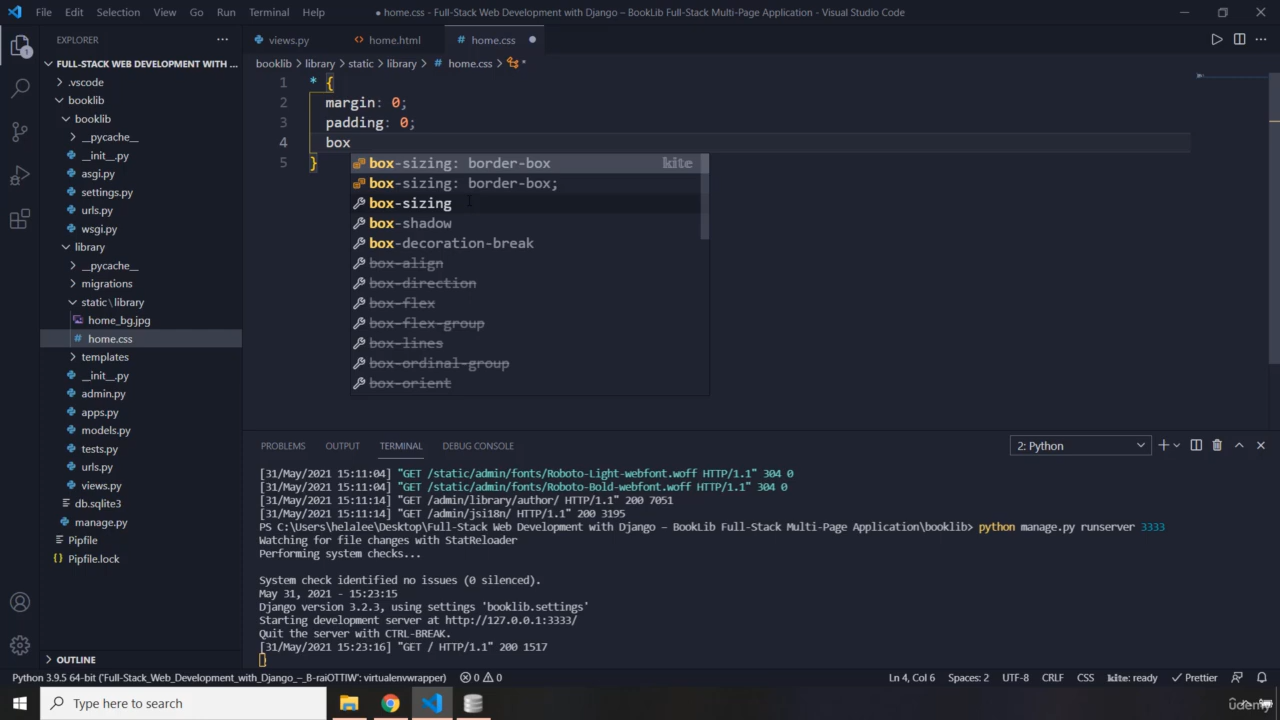 File Edit Selection View Go Run Terminal Help
● home.css - Full-Stack Web Development with Django – BookLib Full-Stack Multi-Page Application - Visual Studio Code
EXPLORER
FULL-STACK WEB DEVELOPMENT WITH ...
.vscode
booklib
booklib
__pycache__
__init__.py
asgi.py
settings.py
urls.py
wsgi.py
library
__pycache__
migrations
static\library
home_bg.jpg
# home.css
templates
__init__.py
admin.py
apps.py
models.py
tests.py
urls.py
views.py
db.sqlite3
manage.py
Pipfile
{} Pipfile.lock
OUTLINE
views.py <> home.html # home.css ●
booklib > library > static > library > # home.css > *
1 * {
2 margin: 0;
3 padding: 0;
4 box
5 }
box-sizing: border-box kite
box-sizing: border-box;
box-sizing
box-shadow
box-decoration-break
box-align
box-direction
box-flex
box-flex-group
box-lines
box-ordinal-group
box-orient
PROBLEMS OUTPUT TERMINAL DEBUG CONSOLE 2: Python
[31/May/2021 15:11:04] "GET /static/admin/fonts/Roboto-Light-webfont.woff HTTP/1.1" 304 0
[31/May/2021 15:11:04] "GET /static/admin/fonts/Roboto-Bold-webfont.woff HTTP/1.1" 304 0
[31/May/2021 15:11:14] "GET /admin/library/author/ HTTP/1.1" 200 7051
[31/May/2021 15:11:14] "GET /admin/jsi18n/ HTTP/1.1" 200 3195
PS C:\Users\helalee\Desktop\Full-Stack Web Development with Django – BookLib Full-Stack Multi-Page Application\booklib> python manage.py runserver 3333
Watching for file changes with StatReloader
Performing system checks...
System check identified no issues (0 silenced).
May 31, 2021 - 15:23:15
Django version 3.2.3, using settings 'booklib.settings'
Starting development server at http://127.0.0.1:3333/
Quit the server with CTRL-BREAK.
[31/May/2021 15:23:16] "GET / HTTP/1.1" 200 1517
Python 3.9.5 64-bit ('Full-Stack_Web_Development_with_Django_–_B-raiOTTIW': virtualenvwrapper) 0 0 Ln 4, Col 6 Spaces: 2 UTF-8 CRLF CSS kite: ready Prettier
Type here to search
udemy